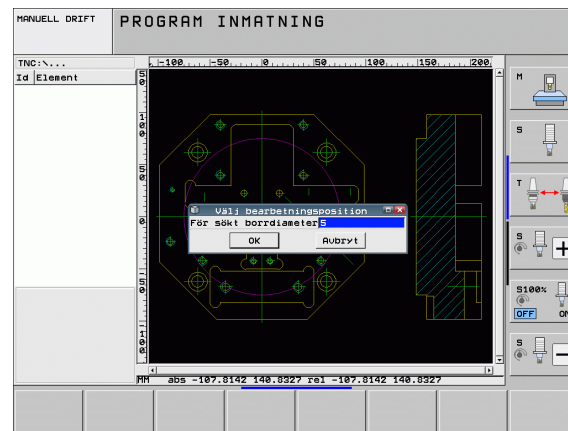 MANUELL DRIFT
PROGRAM INMATNING
TNC:\...
-100 -50 0 50 100 150 200
Id Element
M
S
T
Välj bearbetningsposition
För sökt borrdiameter 5
OK
Avbryt
S
S100%
OFF
ON
S
MM abs -107.8142 140.8327 rel -107.8142 140.8327